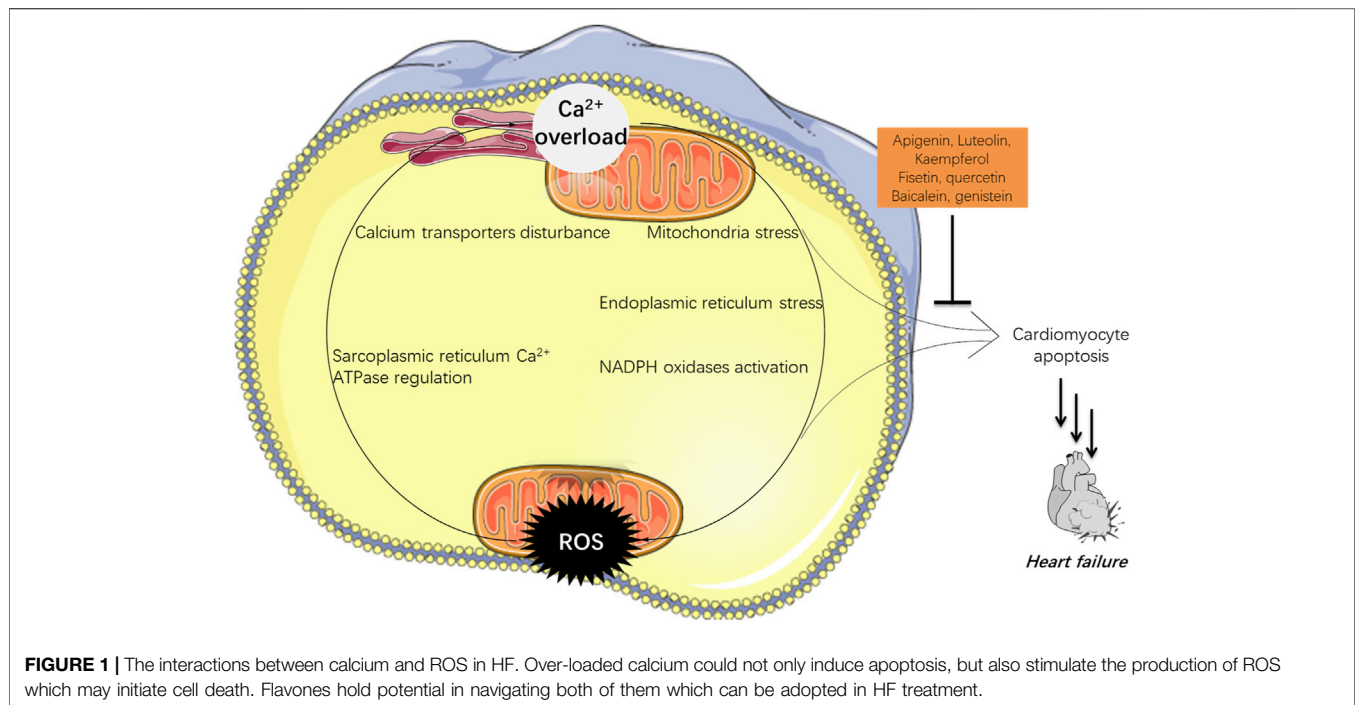 Ca²⁺
overload
Apigenin, Luteolin,
Kaempferol
Fisetin, quercetin
Baicalein, genistein
Calcium transporters disturbance
Mitochondria stress
Endoplasmic reticulum stress
Sarcoplasmic reticulum Ca²⁺
ATPase regulation
NADPH oxidases activation
Cardiomyocyte
apoptosis
ROS
Heart failure
FIGURE 1 | The interactions between calcium and ROS in HF. Over-loaded calcium could not only induce apoptosis, but also stimulate the production of ROS
which may initiate cell death. Flavones hold potential in navigating both of them which can be adopted in HF treatment.